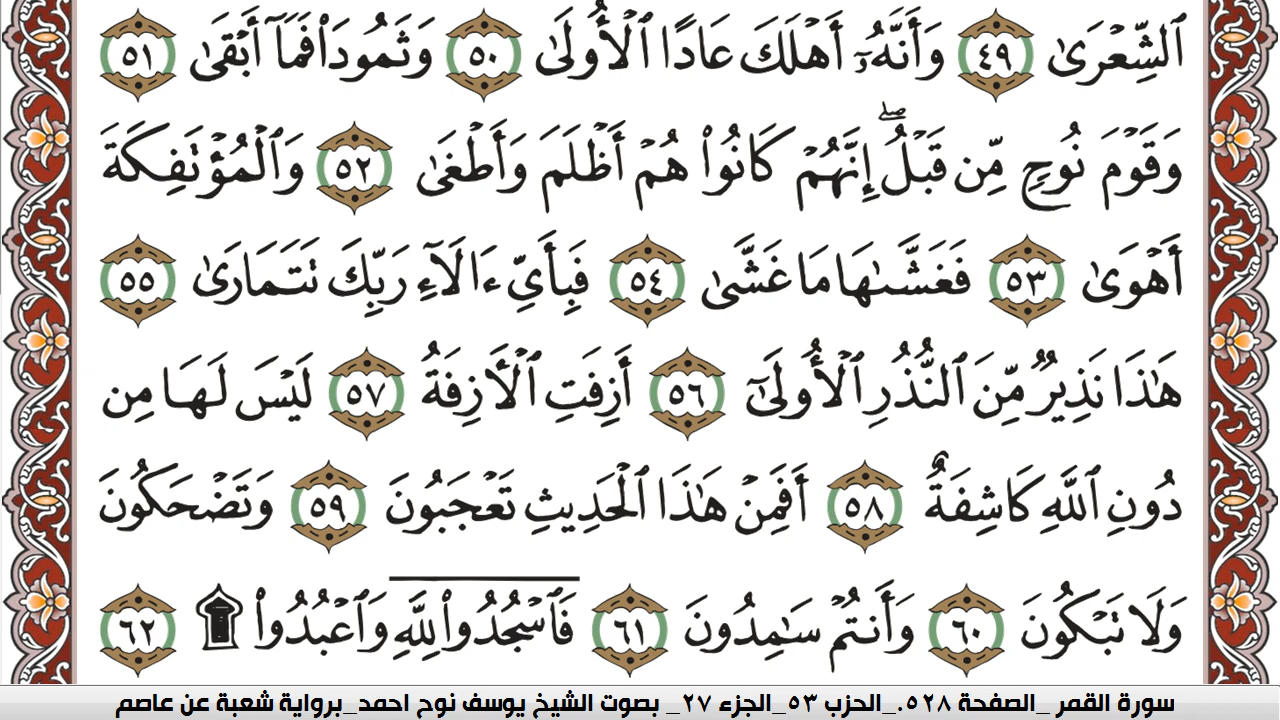 ٱلشِّعۡرَىٰ ٤٩ وَأَنَّهُۥٓ أَهۡلَكَ عَادًا ٱلۡأُولَىٰ ٥٠ وَثَمُودَاْ فَمَآ أَبۡقَىٰ ٥١
وَقَوۡمَ نُوحٖ مِّن قَبۡلُۖ إِنَّهُمۡ كَانُواْ هُمۡ أَظۡلَمَ وَأَطۡغَىٰ ٥٢ وَٱلۡمُؤۡتَفِكَةَ
أَهۡوَىٰ ٥٣ فَغَشَّىٰهَا مَا غَشَّىٰ ٥٤ فَبِأَيِّ ءَالَآءِ رَبِّكَ تَتَمَارَىٰ ٥٥
هَٰذَا نَذِيرٞ مِّنَ ٱلنُّذُرِ ٱلۡأُولَىٰٓ ٥٦ أَزِفَتِ ٱلۡأٓزِفَةُ ٥٧ لَيۡسَ لَهَا مِن
دُونِ ٱللَّهِ كَاشِفَةٌ ٥٨ أَفَمِنۡ هَٰذَا ٱلۡحَدِيثِ تَعۡجَبُونَ ٥٩ وَتَضۡحَكُونَ
وَلَا تَبۡكُونَ ٦٠ وَأَنتُمۡ سَٰمِدُونَ ٦١ فَٱسۡجُدُواْ لِلَّهِ وَٱعۡبُدُواْ ۩ ٦٢
سورة القمر _الصفحة ٥٢٨._الحزب ٥٣_الجزء ٢٧_ بصوت الشيخ يوسف نوح احمد_برواية شعبة عن عاصم